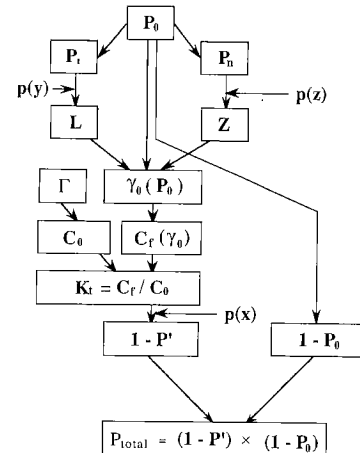 P₀
Pₜ
Pₙ
p(y)
p(z)
L
Z
Γ
γ₀(P₀)
C₀
C_f(γ₀)
Kₜ = C_f / C₀
p(x)
1 - P'
1 - P₀
P_total = (1 - P') × (1 - P₀)